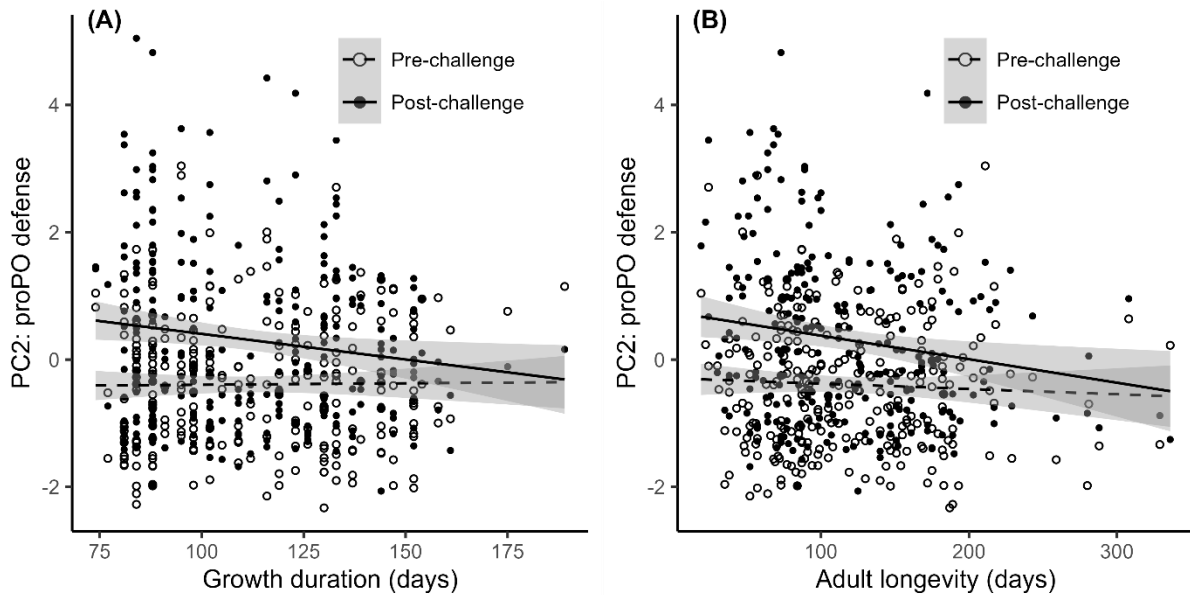 (A)
Pre-challenge
Post-challenge
PC2: proPO defense
4
2
0
-2
75
100
125
150
175
Growth duration (days)
(B)
Pre-challenge
Post-challenge
PC2: proPO defense
4
2
0
-2
100
200
300
Adult longevity (days)